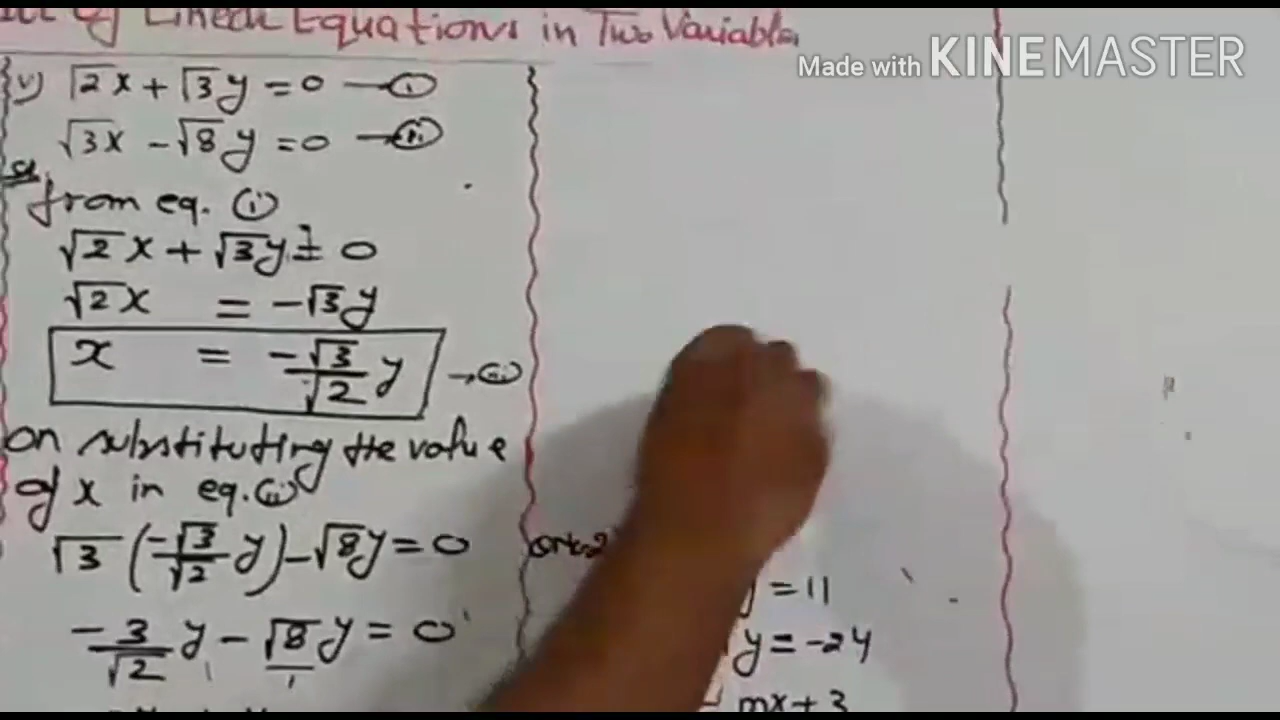 of Linear Equations in Two Variables
Made with KINEMASTER
v) √2x + √3y = 0 — (i)
√3x - √8y = 0 → (ii)
from eq. (i)
√2x + √3y = 0
√2x = -√3y
x = -√3/√2 y → (iii)
on substituting the value
of x in eq. (ii)
√3 (-√3/√2 y) - √8y = 0
-3/√2 y - √8y/1 = 0
y = 11
y = -24
mx + 3